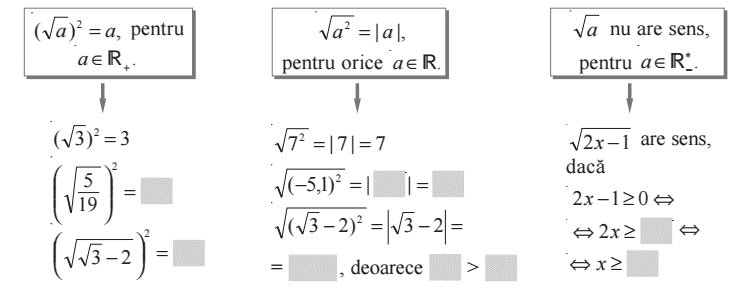 (√a)² = a, pentru
a ∈ ℝ₊.
(√3)² = 3
(√(5/19))² =
(√(√3 − 2))² =
√(a²) = |a|,
pentru orice a ∈ ℝ.
√(7²) = |7| = 7
√((−5,1)²) = | | =
√((√3 − 2)²) = |√3 − 2| =
= , deoarece >
√a nu are sens,
pentru a ∈ ℝ₋*.
√(2x−1) are sens,
dacă
2x − 1 ≥ 0 ⇔
⇔ 2x ≥ ⇔
⇔ x ≥